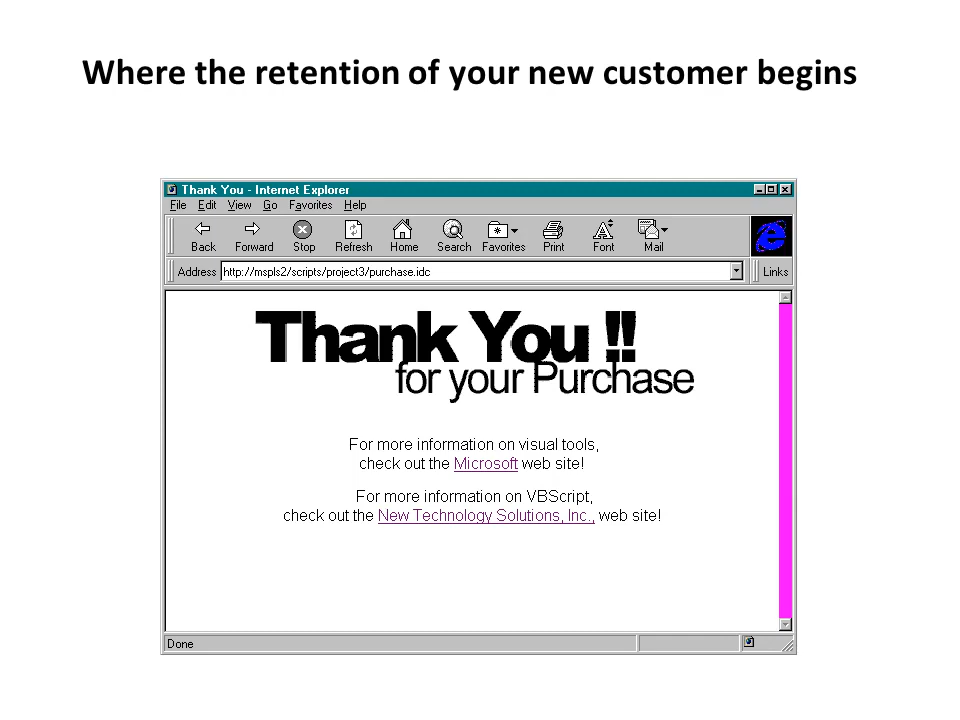 Where the retention of your new customer begins
Thank You - Internet Explorer
File Edit View Go Favorites Help
Back Forward Stop Refresh Home Search Favorites Print Font Mail
Address http://mspls2/scripts/project3/purchase.idc Links
Thank You !!
for your Purchase
For more information on visual tools,
check out the Microsoft web site!
For more information on VBScript,
check out the New Technology Solutions, Inc., web site!
Done